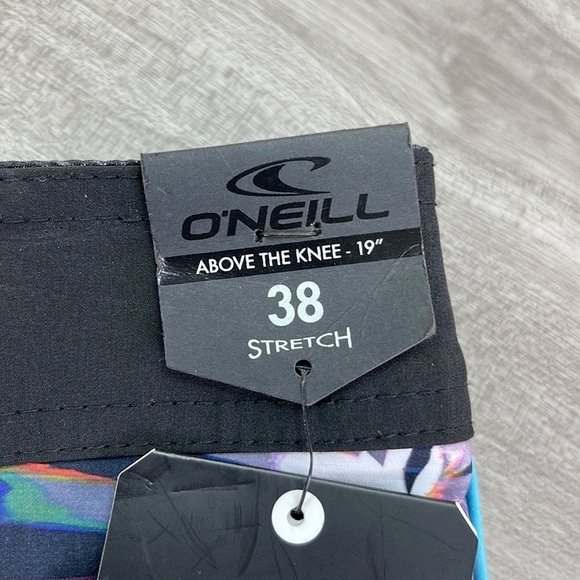 O'NEILL
ABOVE THE KNEE - 19"
38
STRETCH